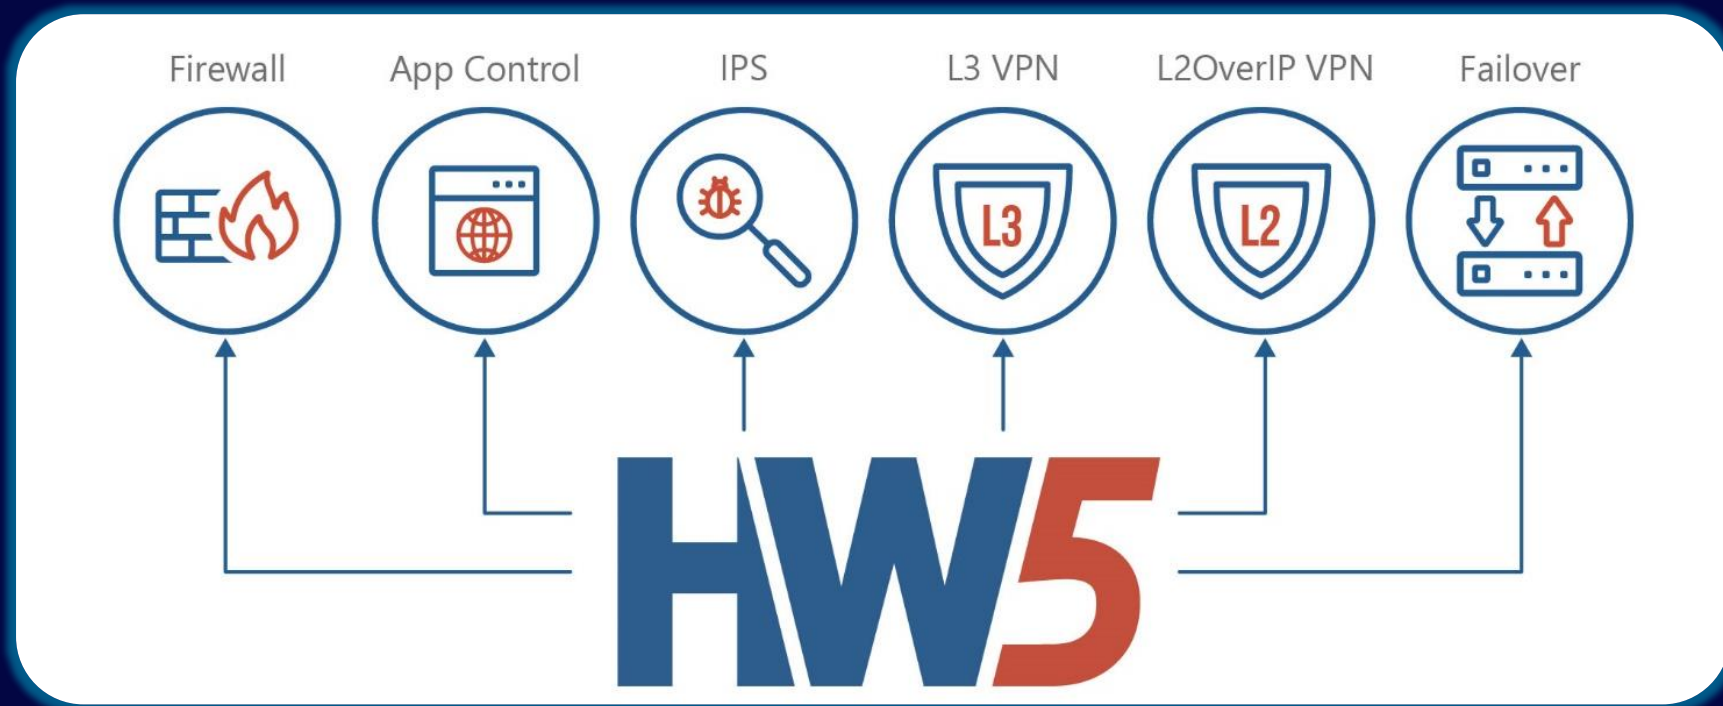 Firewall
App Control
IPS
L3 VPN
L2OverIP VPN
Failover
L3
L2
HW5